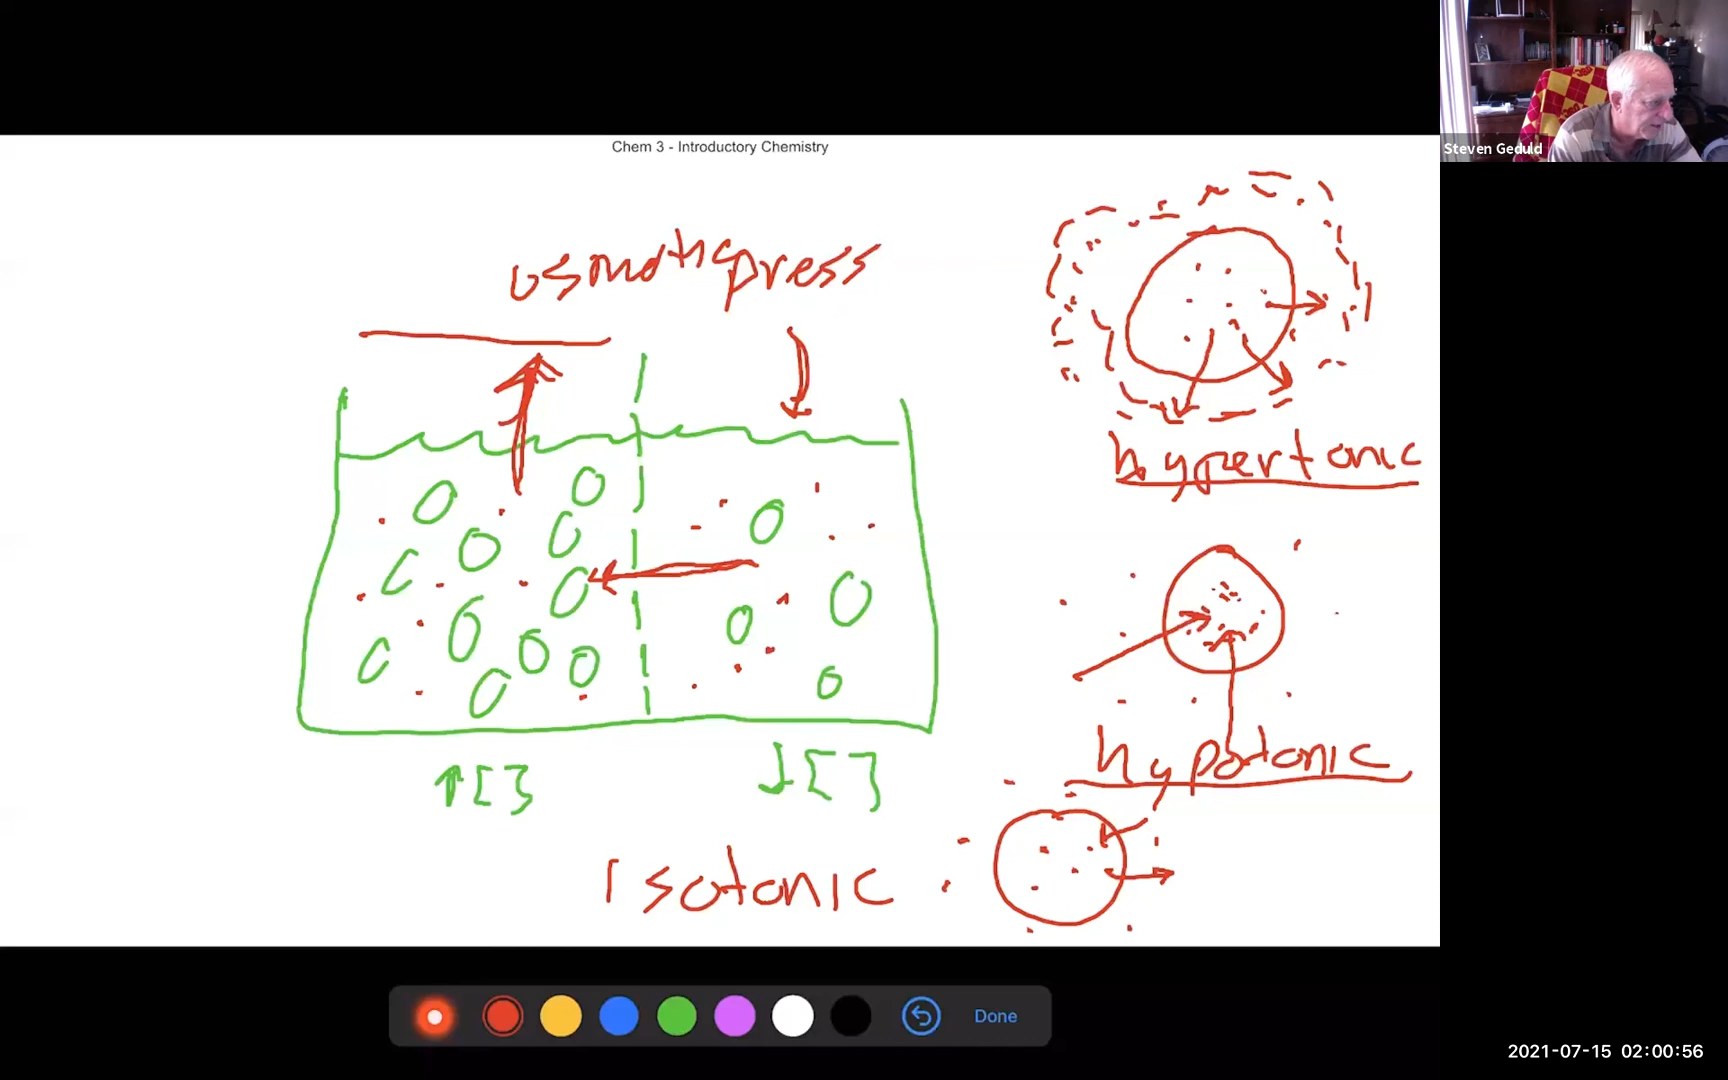 Steven Geduld
Chem 3 - Introductory Chemistry
osmotic press
hypertonic
hypotonic
↑[ ]
↓[ ]
Isotonic
Done
2021-07-15 02:00:56